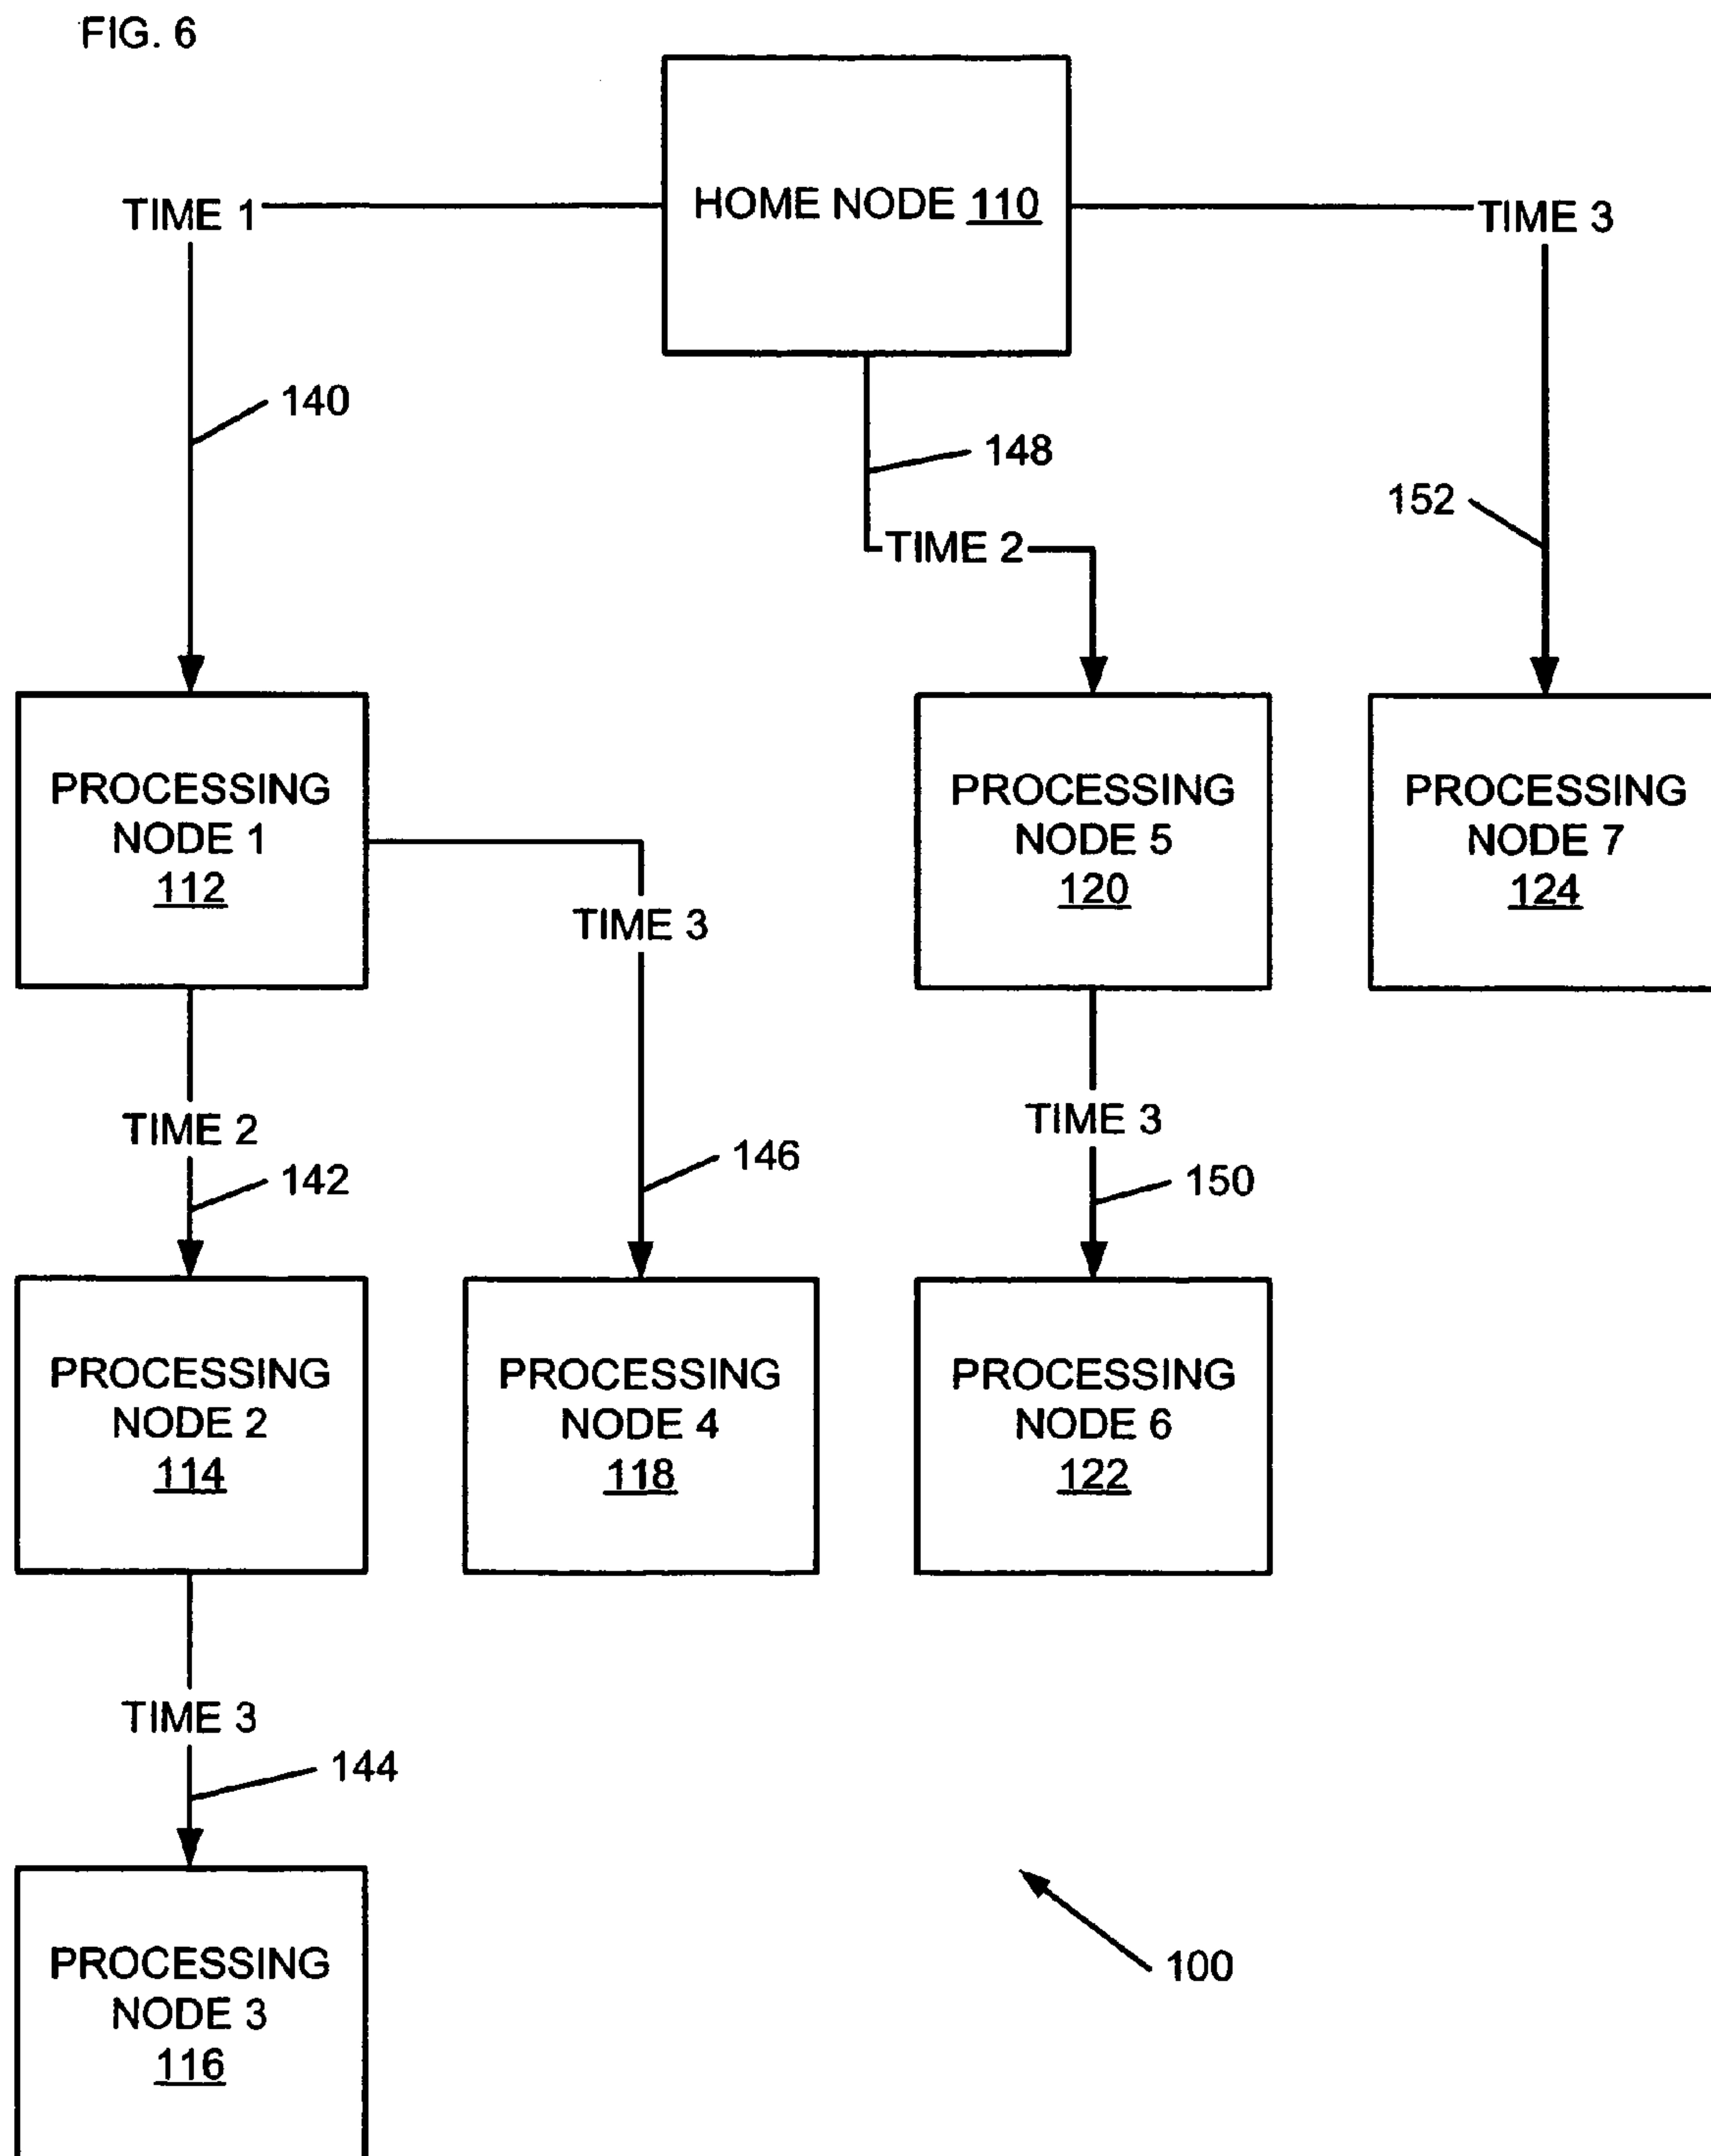 FIG. 6
HOME NODE 110
TIME 1
TIME 3
140
148
152
TIME 2
PROCESSING
NODE 1
112
PROCESSING
NODE 5
120
PROCESSING
NODE 7
124
TIME 3
TIME 2
TIME 3
142
146
150
PROCESSING
NODE 2
114
PROCESSING
NODE 4
118
PROCESSING
NODE 6
122
TIME 3
144
PROCESSING
NODE 3
116
100